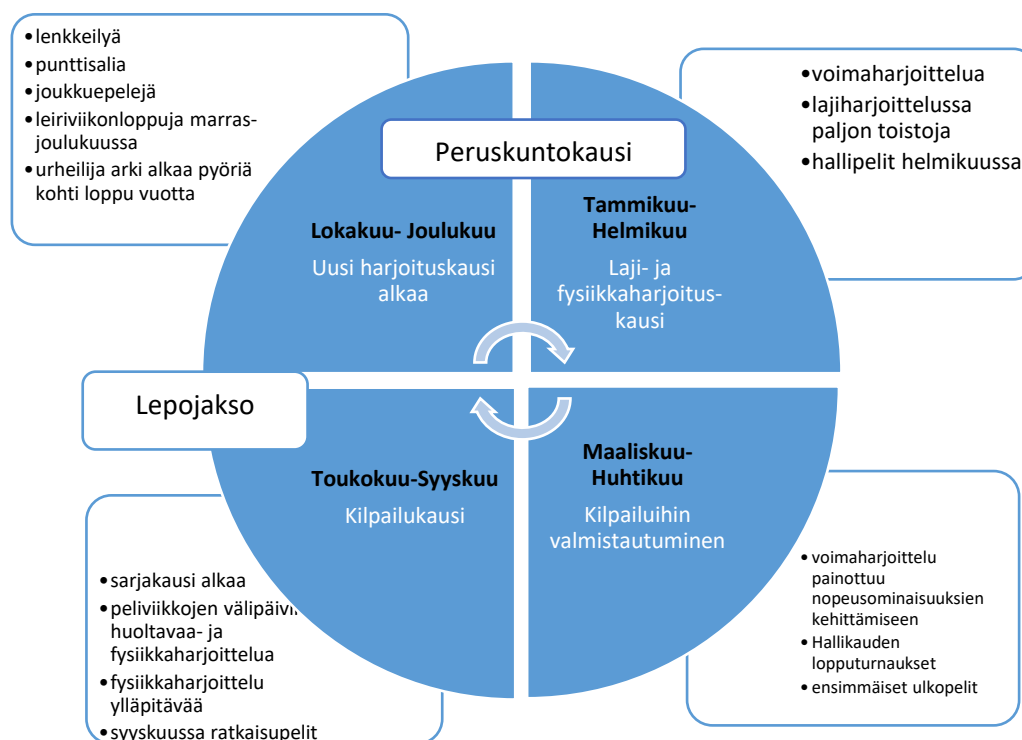 •lenkkeilyä
•punttisalia
•joukkuepelejä
•leiriviikonloppuja marras-
joulukuussa
•urheilija arki alkaa pyöriä
kohti loppu vuotta
•voimaharjoittelua
•lajiharjoittelussa
paljon toistoja
•hallipelit helmikuussa
Peruskuntokausi
Lokakuu- Joulukuu
Uusi harjoituskausi
alkaa
Tammikuu-
Helmikuu
Laji- ja
fysiikkaharjoitus-
kausi
Lepojakso
Toukokuu-Syyskuu
Kilpailukausi
Maaliskuu-
Huhtikuu
Kilpailuihin
valmistautuminen
•sarjakausi alkaa
•peliviikkojen
huoltavaa- ja
fysiikkaharjoittelua
•fysiikkaharjoittelu
ylläpitävää
•syyskuussa ratkaisupelit
•voimaharjoittelu
painottuu
nopeusominaisuuksien
kehittämiseen
•Hallikauden
lopputurnaukset
•ensimmäiset ulkopelit